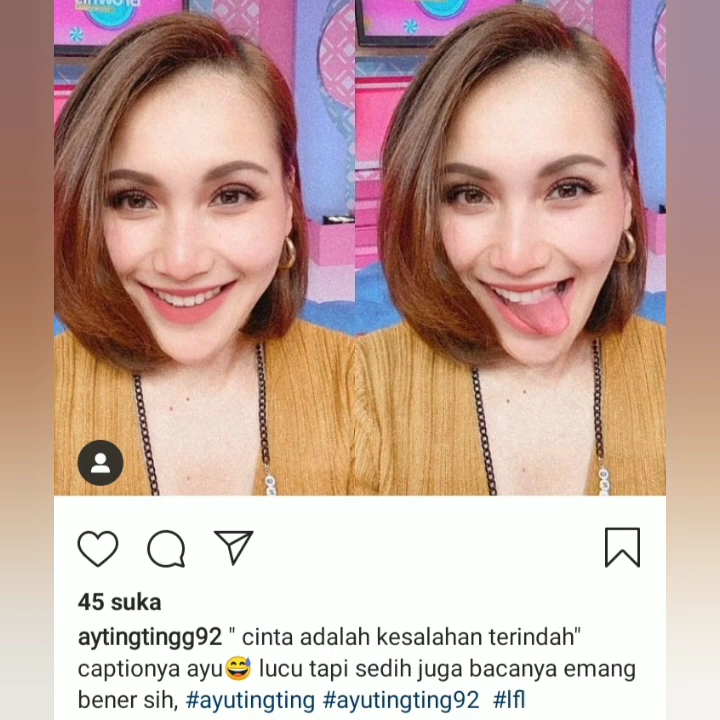 45 suka
aytingtingg92 " cinta adalah kesalahan terindah"
captionya ayu😅 lucu tapi sedih juga bacanya emang
bener sih, #ayutingting #ayutingting92 #lfl